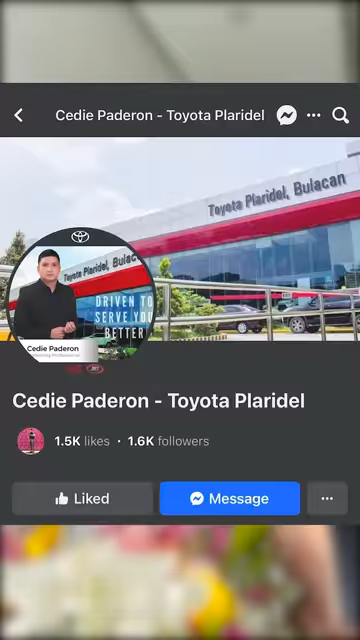 Cedie Paderon - Toyota Plaridel
Toyota Plaridel, Bulacan
Toyota Plaridel, Bulac
DRIVEN TO
SERVE YOU
BETTER
Cedie Paderon
Cedie Paderon - Toyota Plaridel
1.5K likes · 1.6K followers
Liked
Message